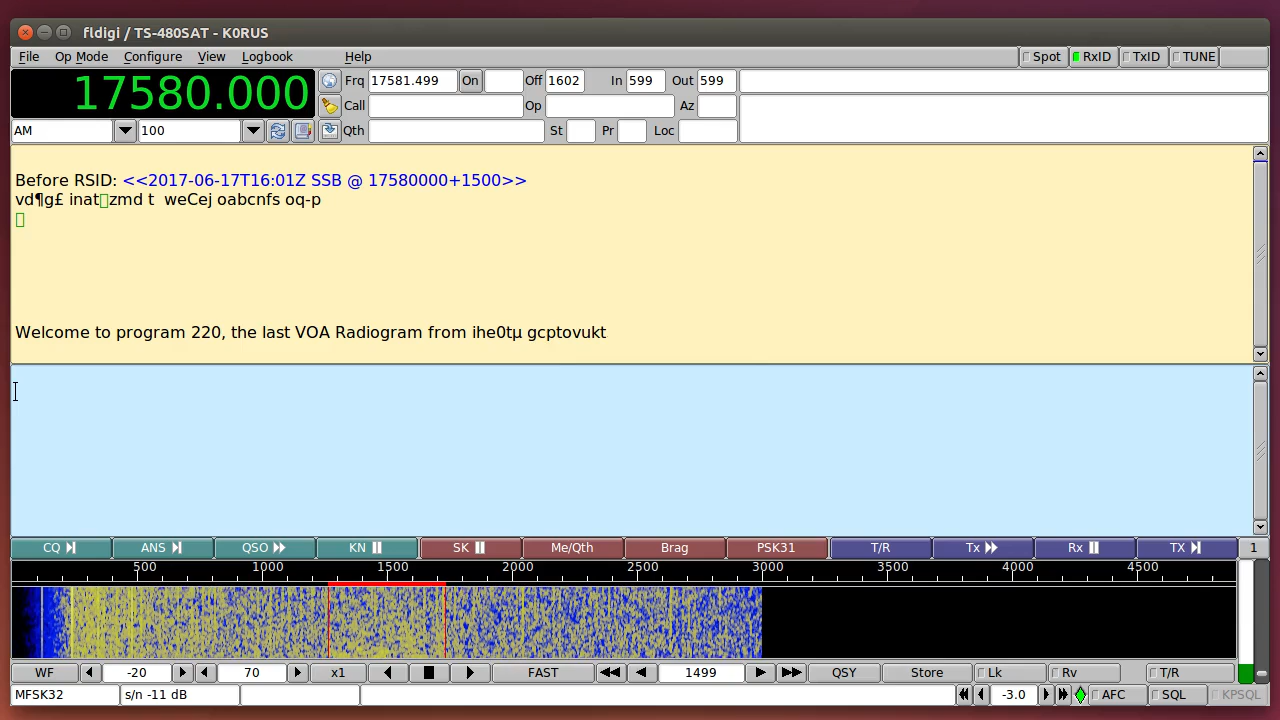 fldigi / TS-480SAT - K0RUS
File Op Mode Configure View Logbook Help Spot RxID TxID TUNE
17580.000 Frq 17581.499 On Off 1602 In 599 Out 599
Call Op Az
AM 100 Qth St Pr Loc
Before RSID: <<2017-06-17T16:01Z SSB @ 17580000+1500>>
vd¶g£ inat▯zmd t  weCej oabcnfs oq-p
Welcome to program 220, the last VOA Radiogram from ihe0tµ gcptovukt
CQ ANS QSO KN SK Me/Qth Brag PSK31 T/R Tx Rx TX 1
500 1000 1500 2000 2500 3000 3500 4000 4500
WF -20 70 x1 FAST 1499 QSY Store Lk Rv T/R
MFSK32 s/n -11 dB -3.0 AFC SQL KPSQL